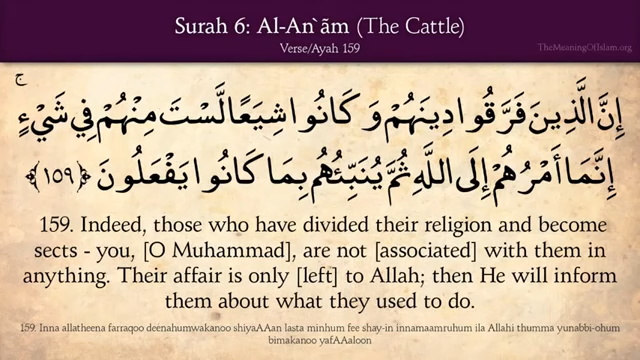 Surah 6: Al-An`ãm (The Cattle)
Verse/Ayah 159
TheMeaningOfIslam.org
ج
إِنَّ الَّذِينَ فَرَّقُوا دِينَهُمْ وَكَانُوا شِيَعًا لَّسْتَ مِنْهُمْ فِي شَيْءٍ
إِنَّمَا أَمْرُهُمْ إِلَى اللَّهِ ثُمَّ يُنَبِّئُهُم بِمَا كَانُوا يَفْعَلُونَ ﴿١٥٩﴾
159. Indeed, those who have divided their religion and become
sects - you, [O Muhammad], are not [associated] with them in
anything. Their affair is only [left] to Allah; then He will inform
them about what they used to do.
159. Inna allatheena farraqoo deenahumwakanoo shiyaAAan lasta minhum fee shay-in innamaamruhum ila Allahi thumma yunabbi-ohum
bimakanoo yafAAaloon